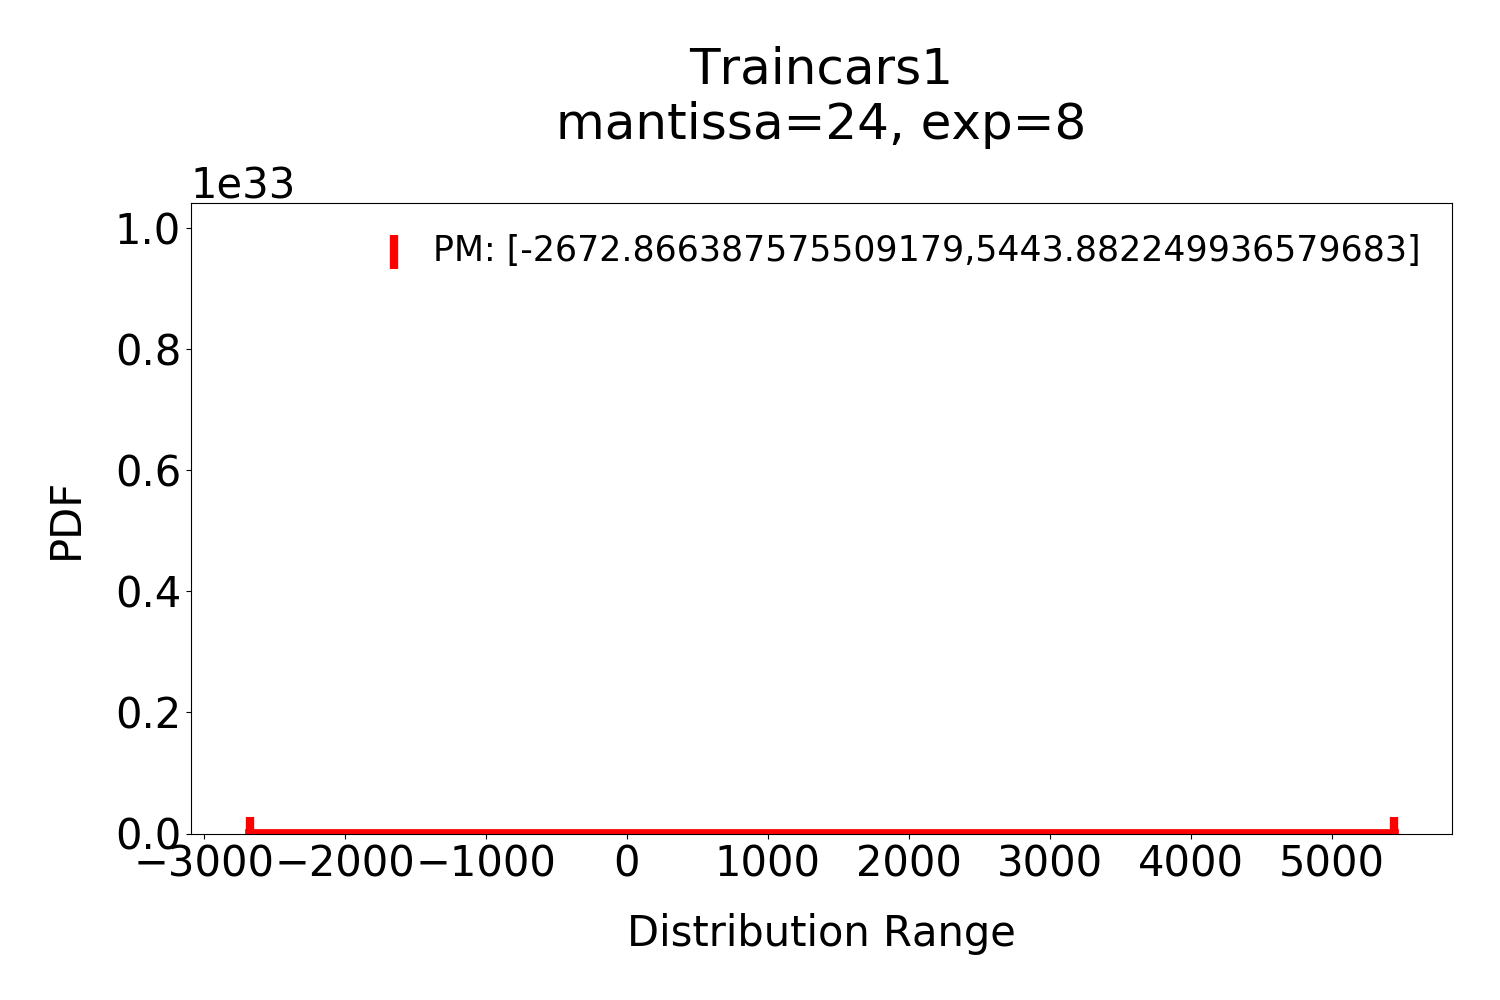 Traincars1
mantissa=24, exp=8
1e33
PM: [-2672.866387575509179,5443.882249936579683]
1.0
0.8
0.6
0.4
0.2
0.0
PDF
−3000 −2000 −1000 0 1000 2000 3000 4000 5000
Distribution Range